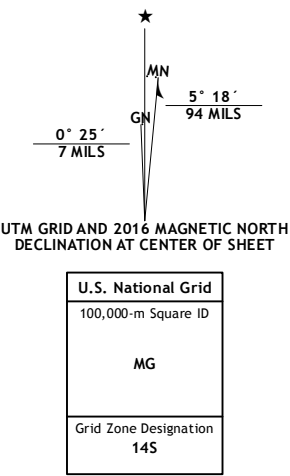 ★
MN
5° 18´
94 MILS
GN
0° 25´
7 MILS
UTM GRID AND 2016 MAGNETIC NORTH
DECLINATION AT CENTER OF SHEET
U.S. National Grid
100,000-m Square ID
MG
Grid Zone Designation
14S